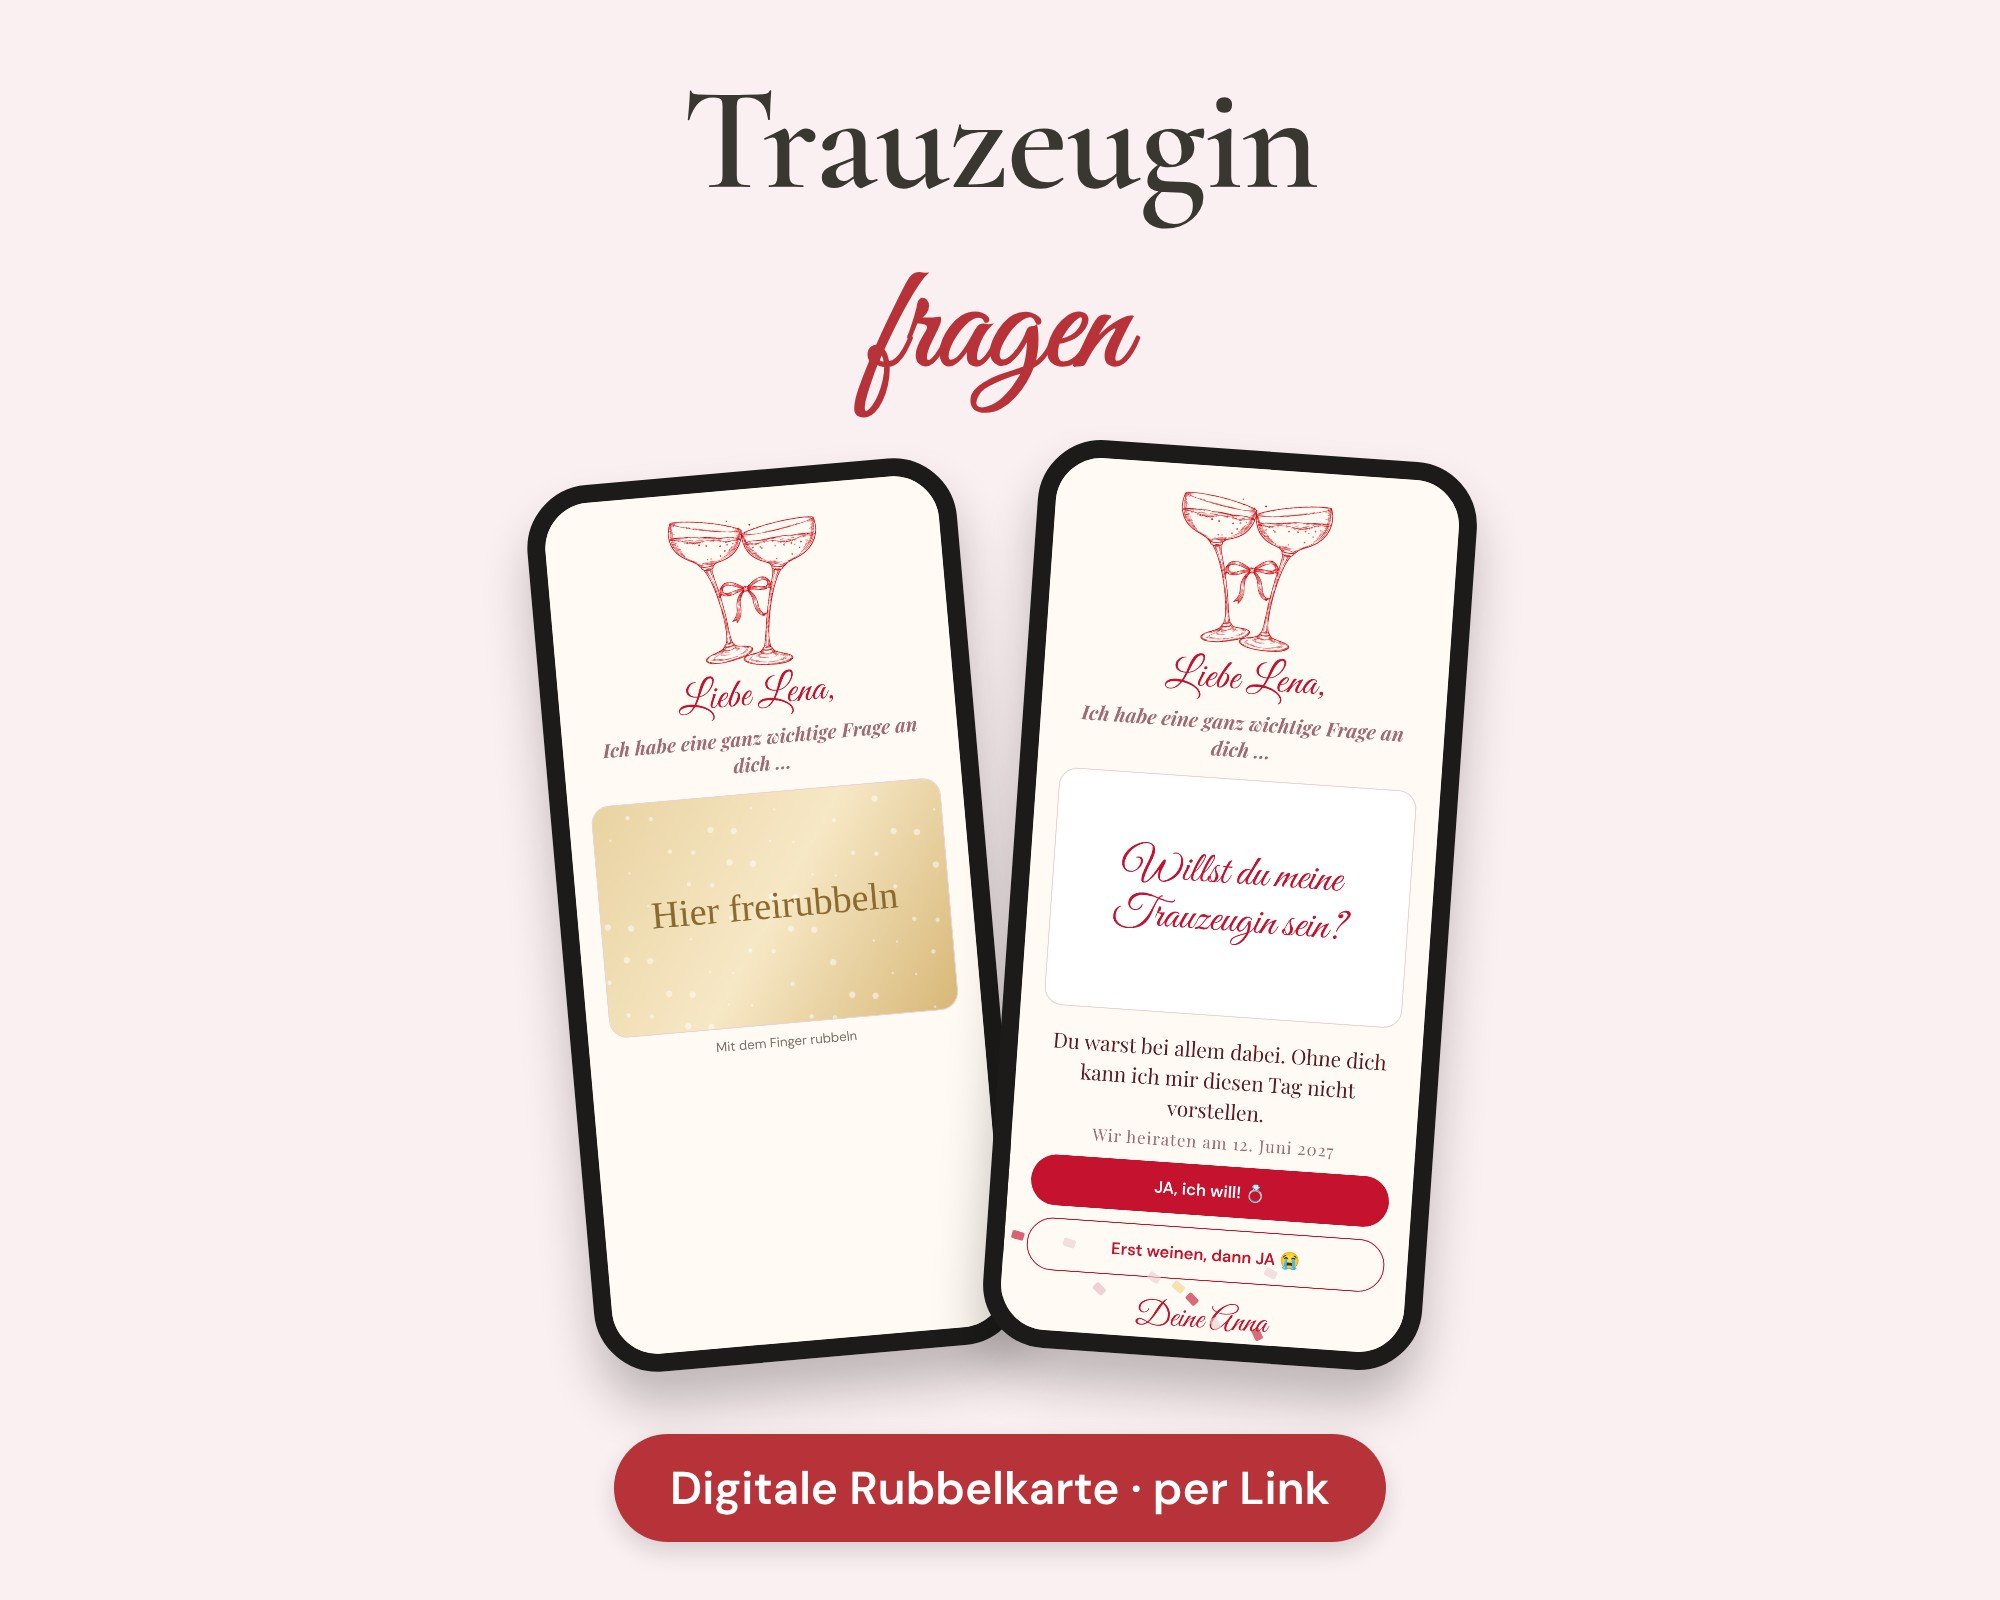 Trauzeugin
fragen
Liebe Lena,
Ich habe eine ganz wichtige Frage an
dich ...
Hier freirubbeln
Mit dem Finger rubbeln
Liebe Lena,
Ich habe eine ganz wichtige Frage an
dich ...
Willst du meine
Trauzeugin sein?
Du warst bei allem dabei. Ohne dich
kann ich mir diesen Tag nicht
vorstellen.
Wir heiraten am 12. Juni 2027
JA, ich will! 💍
Erst weinen, dann JA 😭
Deine Anna
Digitale Rubbelkarte · per Link